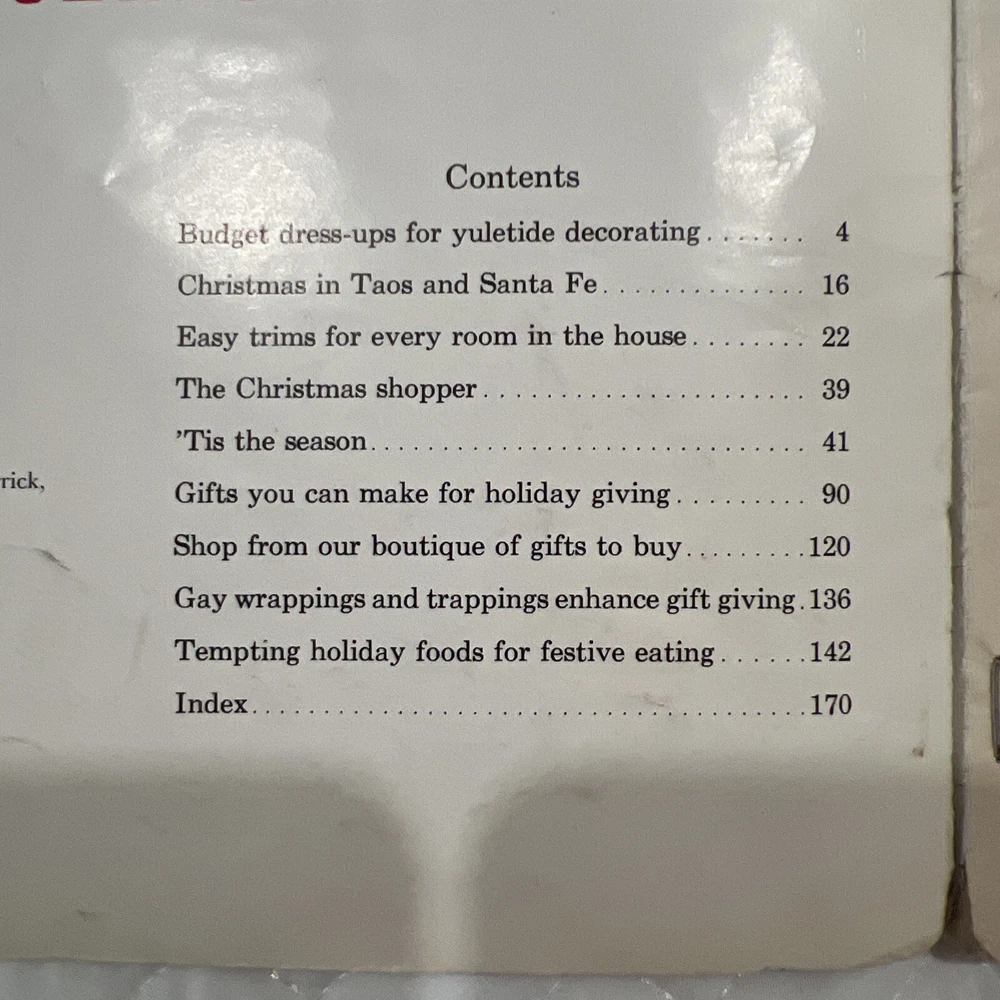 Contents
Budget dress-ups for yuletide decorating....... 4
Christmas in Taos and Santa Fe.............. 16
Easy trims for every room in the house........ 22
The Christmas shopper...................... 39
’Tis the season............................. 41
rick,
Gifts you can make for holiday giving......... 90
Shop from our boutique of gifts to buy.........120
Gay wrappings and trappings enhance gift giving.136
Tempting holiday foods for festive eating......142
Index.....................................170